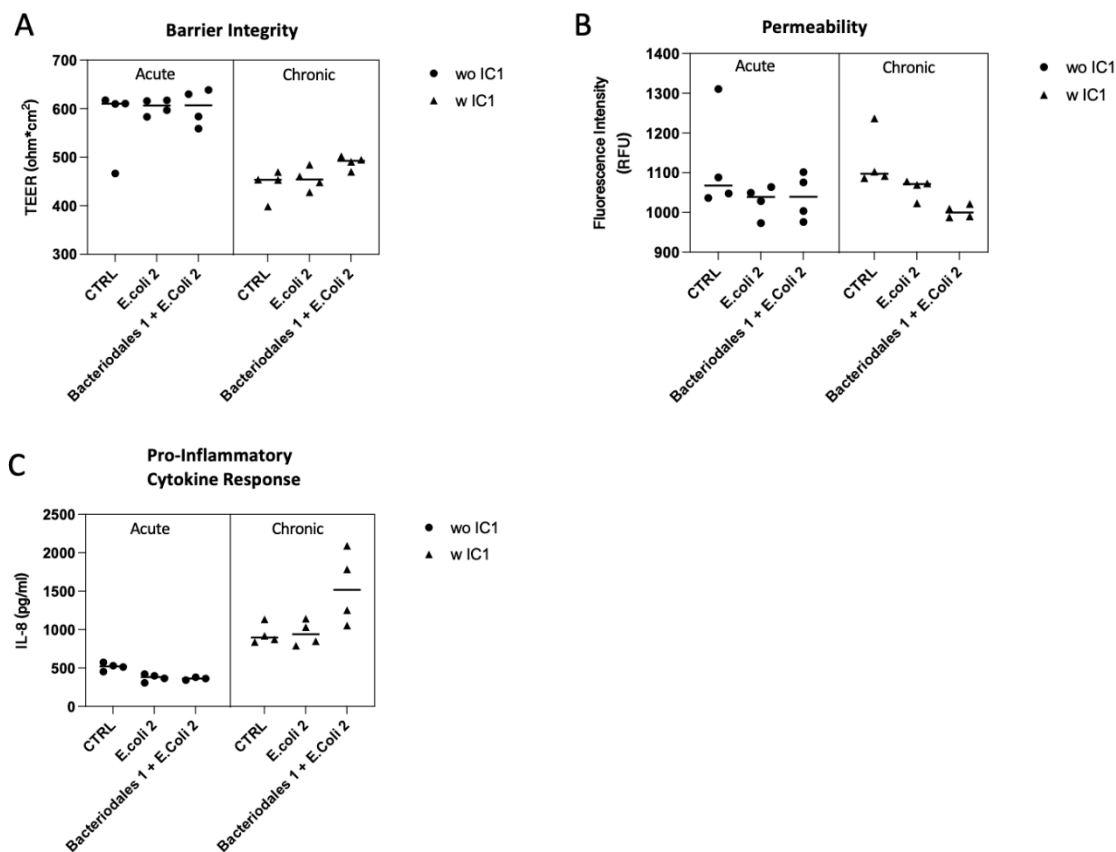 A
Barrier Integrity
700
600
500
400
300
TEER (ohm*cm²)
Acute
Chronic
wo IC1
w IC1
CTRL
E.coli 2
Bacteriodales 1 + E.Coli 2
CTRL
E.coli 2
Bacteriodales 1 + E.Coli 2
B
Permeability
1400
1300
1200
1100
1000
900
Fluorescence Intensity
(RFU)
Acute
Chronic
wo IC1
w IC1
CTRL
E.coli 2
Bacteriodales 1 + E.Coli 2
CTRL
E.coli 2
Bacteriodales 1 + E.Coli 2
C
Pro-Inflammatory
Cytokine Response
2500
2000
1500
1000
500
0
IL-8 (pg/ml)
Acute
Chronic
wo IC1
w IC1
CTRL
E.coli 2
Bacteriodales 1 + E.Coli 2
CTRL
E.coli 2
Bacteriodales 1 + E.Coli 2